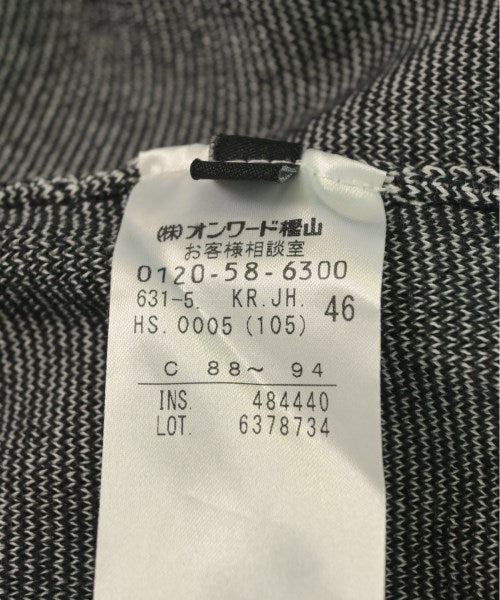 (株)オンワード樫山
お客様相談室
0120-58-6300
631-5. KR.JH. 46
HS.0005(105)
C 88～ 94
INS. 484440
LOT. 6378734